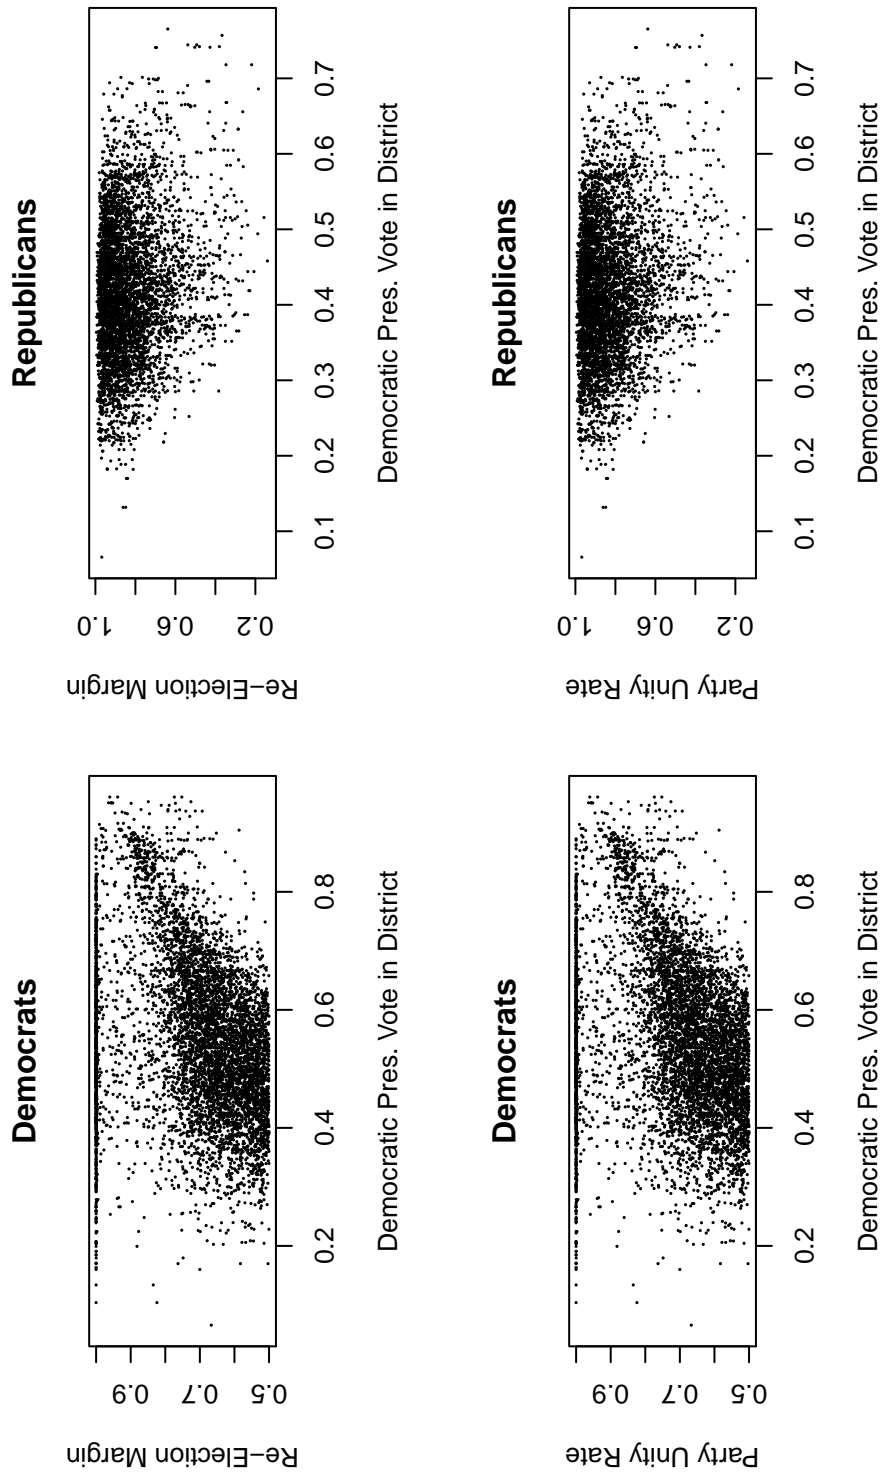 Democrats
Re−Election Margin
0.5
0.7
0.9
0.2
0.4
0.6
0.8
Democratic Pres. Vote in District
Republicans
Re−Election Margin
0.2
0.6
1.0
0.1
0.2
0.3
0.4
0.5
0.6
0.7
Democratic Pres. Vote in District
Democrats
Party Unity Rate
0.5
0.7
0.9
0.2
0.4
0.6
0.8
Democratic Pres. Vote in District
Republicans
Party Unity Rate
0.2
0.6
1.0
0.1
0.2
0.3
0.4
0.5
0.6
0.7
Democratic Pres. Vote in District